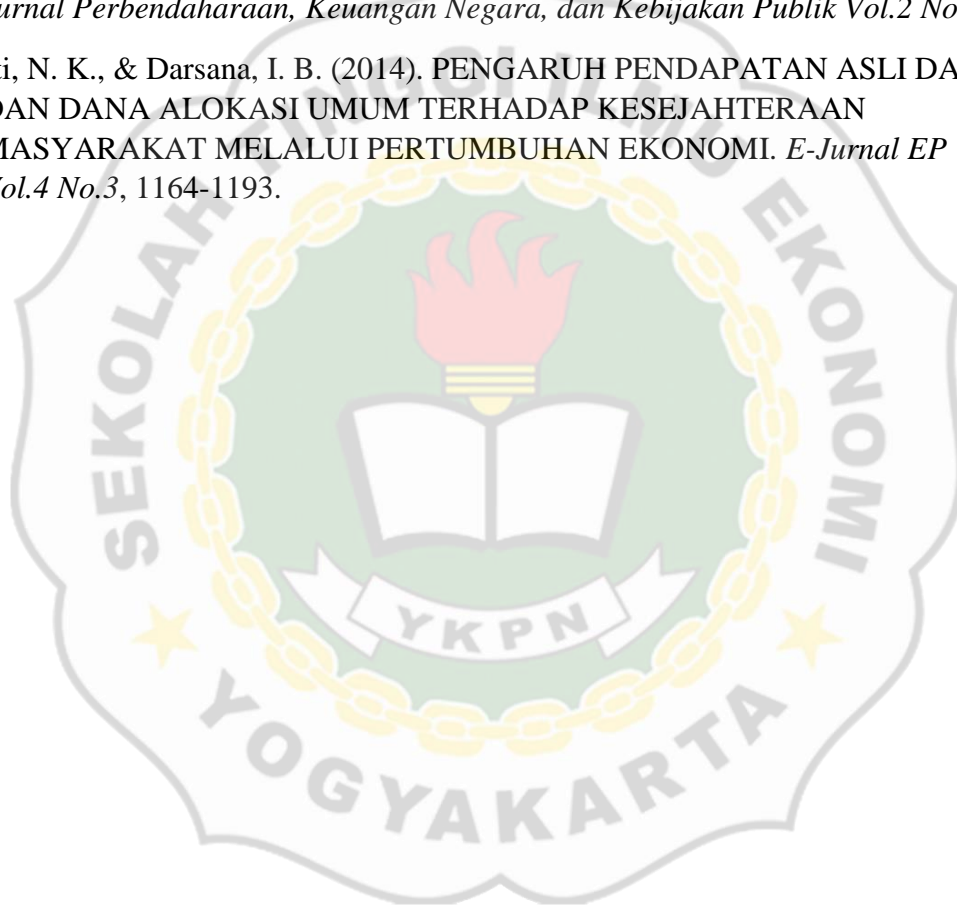 urnal Perbendaharaan, Keuangan Negara, dan Kebijakan Publik Vol.2 No
ti, N. K., & Darsana, I. B. (2014). PENGARUH PENDAPATAN ASLI DA
DAN DANA ALOKASI UMUM TERHADAP KESEJAHTERAAN
MASYARAKAT MELALUI PERTUMBUHAN EKONOMI. E-Jurnal EP
Vol.4 No.3, 1164-1193.
SEKOLAH TINGGI ILMU EKONOMI
YKPN
YOGYAKARTA